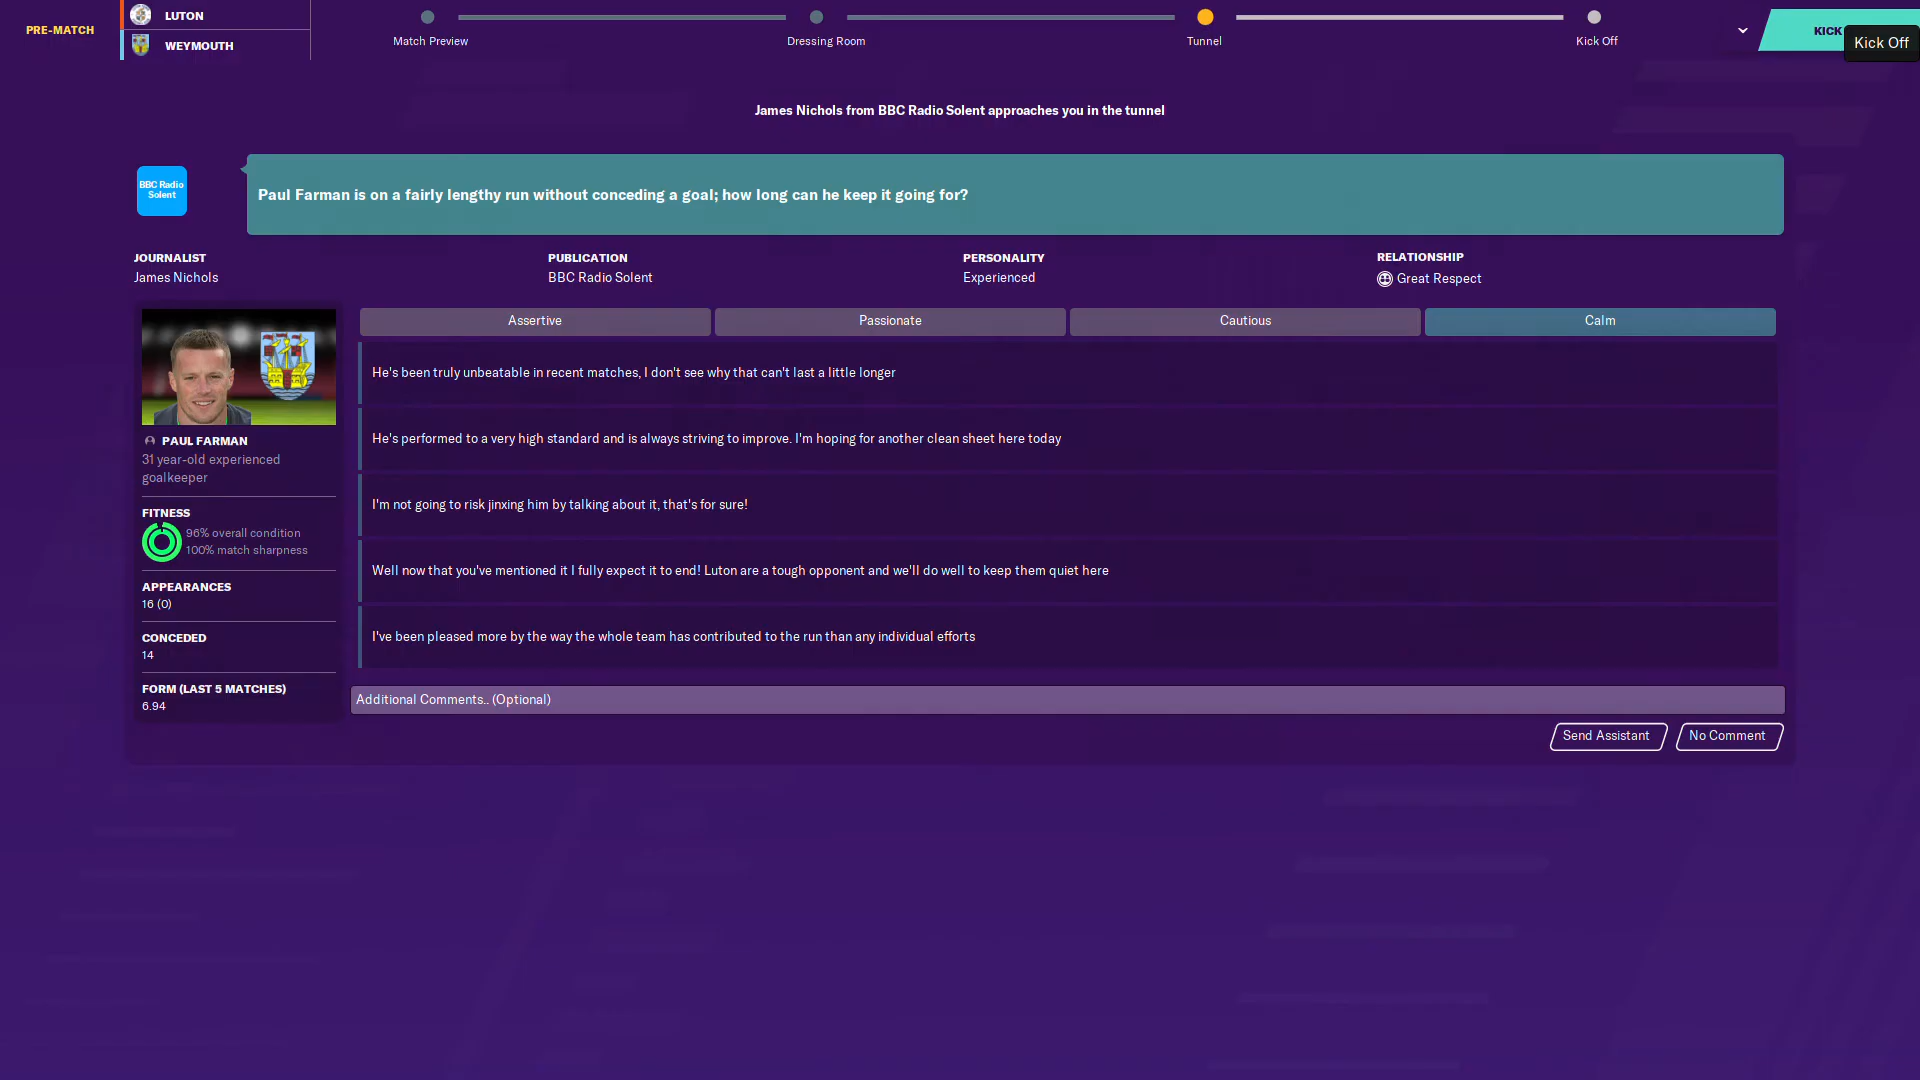 PRE-MATCH
LUTON
WEYMOUTH
Match Preview
Dressing Room
Tunnel
Kick Off
KICK
Kick Off
James Nichols from BBC Radio Solent approaches you in the tunnel
BBC Radio
Solent
Paul Farman is on a fairly lengthy run without conceding a goal; how long can he keep it going for?
JOURNALIST
James Nichols
PUBLICATION
BBC Radio Solent
PERSONALITY
Experienced
RELATIONSHIP
Great Respect
PAUL FARMAN
31 year-old experienced
goalkeeper
FITNESS
96% overall condition
100% match sharpness
APPEARANCES
16 (0)
CONCEDED
14
FORM (LAST 5 MATCHES)
6.94
Assertive
Passionate
Cautious
Calm
He's been truly unbeatable in recent matches, I don't see why that can't last a little longer
He's performed to a very high standard and is always striving to improve. I'm hoping for another clean sheet here today
I'm not going to risk jinxing him by talking about it, that's for sure!
Well now that you've mentioned it I fully expect it to end! Luton are a tough opponent and we'll do well to keep them quiet here
I've been pleased more by the way the whole team has contributed to the run than any individual efforts
Additional Comments.. (Optional)
Send Assistant
No Comment